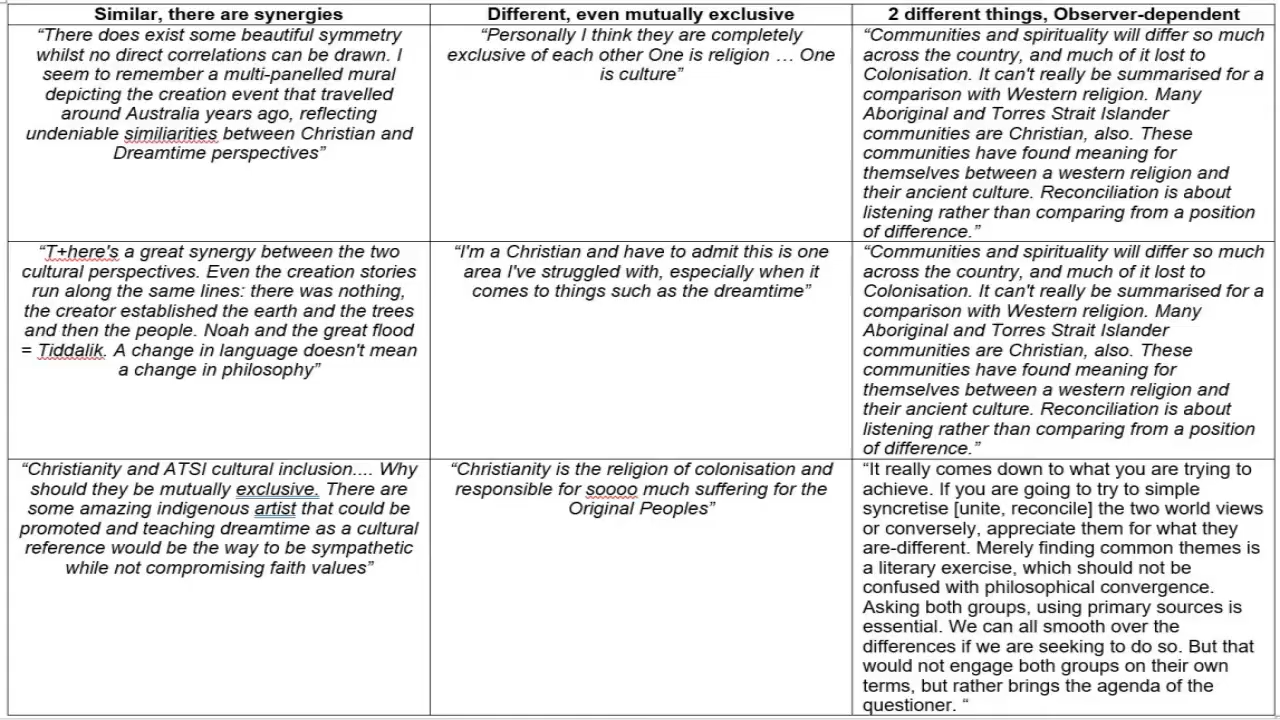 Similar, there are synergies
Different, even mutually exclusive
2 different things, Observer-dependent
“There does exist some beautiful symmetry
whilst no direct correlations can be drawn. I
seem to remember a multi-panelled mural
depicting the creation event that travelled
around Australia years ago, reflecting
undeniable similiarities between Christian and
Dreamtime perspectives”
“Personally I think they are completely
exclusive of each other One is religion … One
is culture”
“Communities and spirituality will differ so much
across the country, and much of it lost to
Colonisation. It can't really be summarised for a
comparison with Western religion. Many
Aboriginal and Torres Strait Islander
communities are Christian, also. These
communities have found meaning for
themselves between a western religion and
their ancient culture. Reconciliation is about
listening rather than comparing from a position
of difference.”
“T+here's a great synergy between the two
cultural perspectives. Even the creation stories
run along the same lines: there was nothing,
the creator established the earth and the trees
and then the people. Noah and the great flood
= Tiddalik. A change in language doesn't mean
a change in philosophy”
“I'm a Christian and have to admit this is one
area I've struggled with, especially when it
comes to things such as the dreamtime”
“Communities and spirituality will differ so much
across the country, and much of it lost to
Colonisation. It can't really be summarised for a
comparison with Western religion. Many
Aboriginal and Torres Strait Islander
communities are Christian, also. These
communities have found meaning for
themselves between a western religion and
their ancient culture. Reconciliation is about
listening rather than comparing from a position
of difference.”
“Christianity and ATSI cultural inclusion.... Why
should they be mutually exclusive. There are
some amazing indigenous artist that could be
promoted and teaching dreamtime as a cultural
reference would be the way to be sympathetic
while not compromising faith values”
“Christianity is the religion of colonisation and
responsible for soooo much suffering for the
Original Peoples”
“It really comes down to what you are trying to
achieve. If you are going to try to simple
syncretise [unite, reconcile] the two world views
or conversely, appreciate them for what they
are-different. Merely finding common themes is
a literary exercise, which should not be
confused with philosophical convergence.
Asking both groups, using primary sources is
essential. We can all smooth over the
differences if we are seeking to do so. But that
would not engage both groups on their own
terms, but rather brings the agenda of the
questioner. “